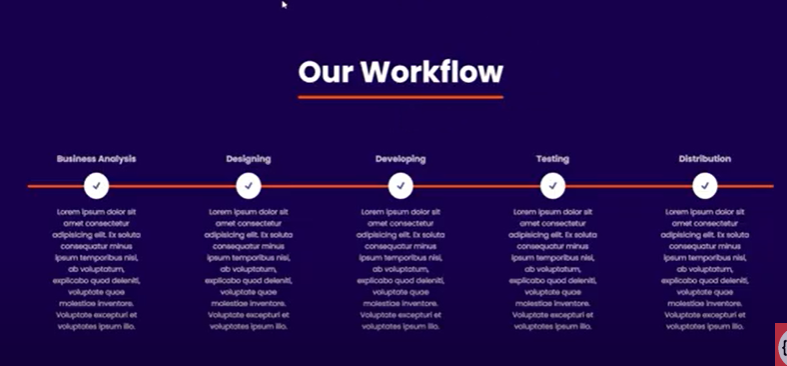 Our Workflow
Business Analysis
Designing
Developing
Testing
Distribution
Lorem ipsum dolor sit
amet consectetur
adipisicing elit. Ex soluta
consequatur minus
ipsum temporibus nisi,
ab voluptatum,
explicabo quod deleniti,
voluptate quae
molestiae inventore.
Voluptate excepturi et
voluptates ipsum illo.
Lorem ipsum dolor sit
amet consectetur
adipisicing elit. Ex soluta
consequatur minus
ipsum temporibus nisi,
ab voluptatum,
explicabo quod deleniti,
voluptate quae
molestiae inventore.
Voluptate excepturi et
voluptates ipsum illo.
Lorem ipsum dolor sit
amet consectetur
adipisicing elit. Ex soluta
consequatur minus
ipsum temporibus nisi,
ab voluptatum,
explicabo quod deleniti,
voluptate quae
molestiae inventore.
Voluptate excepturi et
voluptates ipsum illo.
Lorem ipsum dolor sit
amet consectetur
adipisicing elit. Ex soluta
consequatur minus
ipsum temporibus nisi,
ab voluptatum,
explicabo quod deleniti,
voluptate quae
molestiae inventore.
Voluptate excepturi et
voluptates ipsum illo.
Lorem ipsum dolor sit
amet consectetur
adipisicing elit. Ex soluta
consequatur minus
ipsum temporibus nisi,
ab voluptatum,
explicabo quod deleniti,
voluptate quae
molestiae inventore.
Voluptate excepturi et
voluptates ipsum illo.
{